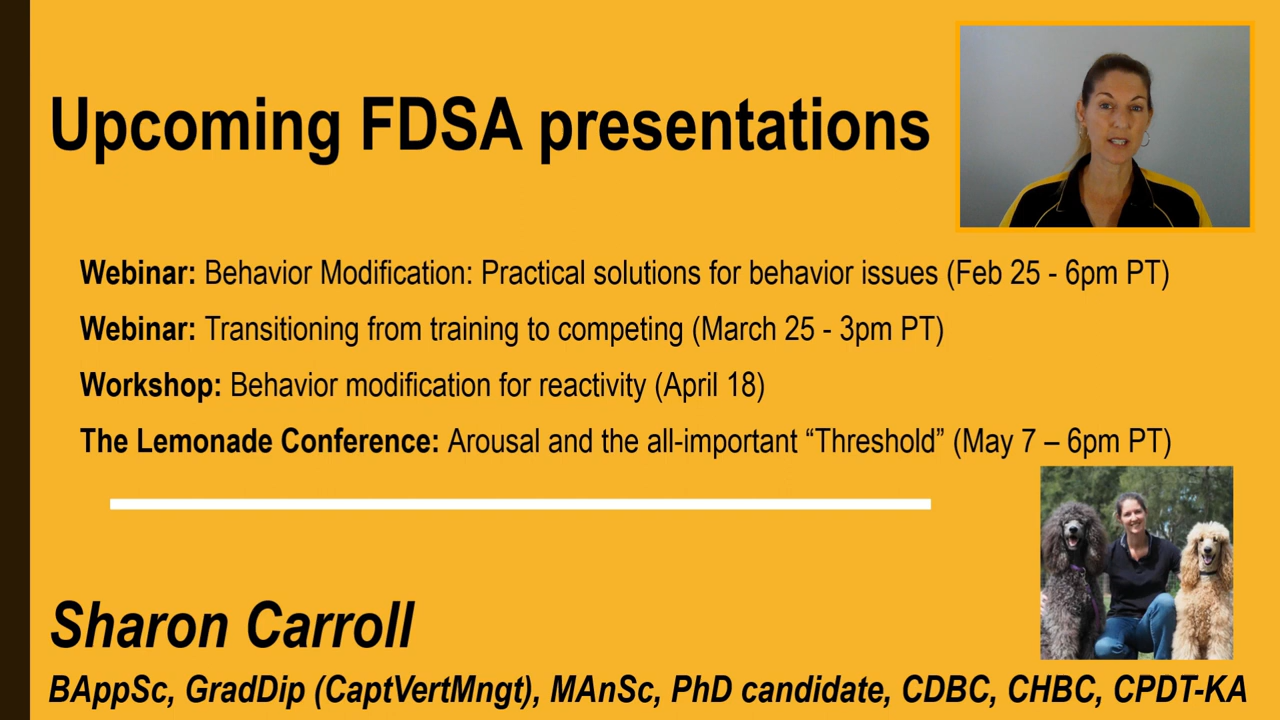 Upcoming FDSA presentations
Webinar: Behavior Modification: Practical solutions for behavior issues (Feb 25 - 6pm PT)
Webinar: Transitioning from training to competing (March 25 - 3pm PT)
Workshop: Behavior modification for reactivity (April 18)
The Lemonade Conference: Arousal and the all-important “Threshold” (May 7 – 6pm PT)
Sharon Carroll
BAppSc, GradDip (CaptVertMngt), MAnSc, PhD candidate, CDBC, CHBC, CPDT-KA